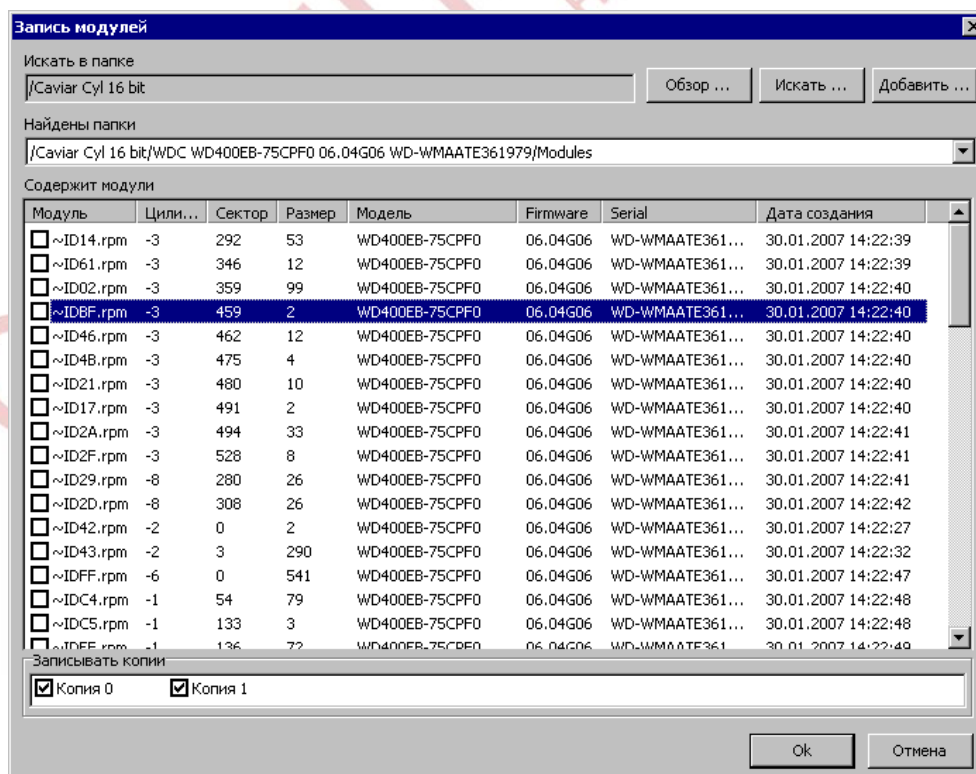 Запись модулей
Искать в папке
/Caviar Cyl 16 bit Обзор ... Искать ... Добавить ...
Найдены папки
/Caviar Cyl 16 bit/WDC WD400EB-75CPF0 06.04G06 WD-WMAATE361979/Modules
Содержит модули
Модуль Цили... Сектор Размер Модель Firmware Serial Дата создания
~ID14.rpm -3 292 53 WD400EB-75CPF0 06.04G06 WD-WMAATE361... 30.01.2007 14:22:39
~ID61.rpm -3 346 12 WD400EB-75CPF0 06.04G06 WD-WMAATE361... 30.01.2007 14:22:39
~ID02.rpm -3 359 99 WD400EB-75CPF0 06.04G06 WD-WMAATE361... 30.01.2007 14:22:40
~IDBF.rpm -3 459 2 WD400EB-75CPF0 06.04G06 WD-WMAATE361... 30.01.2007 14:22:40
~ID46.rpm -3 462 12 WD400EB-75CPF0 06.04G06 WD-WMAATE361... 30.01.2007 14:22:40
~ID4B.rpm -3 475 4 WD400EB-75CPF0 06.04G06 WD-WMAATE361... 30.01.2007 14:22:40
~ID21.rpm -3 480 10 WD400EB-75CPF0 06.04G06 WD-WMAATE361... 30.01.2007 14:22:40
~ID17.rpm -3 491 2 WD400EB-75CPF0 06.04G06 WD-WMAATE361... 30.01.2007 14:22:40
~ID2A.rpm -3 494 33 WD400EB-75CPF0 06.04G06 WD-WMAATE361... 30.01.2007 14:22:41
~ID2F.rpm -3 528 8 WD400EB-75CPF0 06.04G06 WD-WMAATE361... 30.01.2007 14:22:41
~ID29.rpm -8 280 26 WD400EB-75CPF0 06.04G06 WD-WMAATE361... 30.01.2007 14:22:41
~ID2D.rpm -8 308 26 WD400EB-75CPF0 06.04G06 WD-WMAATE361... 30.01.2007 14:22:42
~ID42.rpm -2 0 2 WD400EB-75CPF0 06.04G06 WD-WMAATE361... 30.01.2007 14:22:27
~ID43.rpm -2 3 290 WD400EB-75CPF0 06.04G06 WD-WMAATE361... 30.01.2007 14:22:32
~IDFF.rpm -6 0 541 WD400EB-75CPF0 06.04G06 WD-WMAATE361... 30.01.2007 14:22:47
~IDC4.rpm -1 54 79 WD400EB-75CPF0 06.04G06 WD-WMAATE361... 30.01.2007 14:22:48
~IDC5.rpm -1 133 3 WD400EB-75CPF0 06.04G06 WD-WMAATE361... 30.01.2007 14:22:48
-1 136 WD400EB-75CPF0 06.04G06 WD-WMAATE361... 30.01.2007 14:22:49
Записывать копии
Копия 0 Копия 1
Ok Отмена